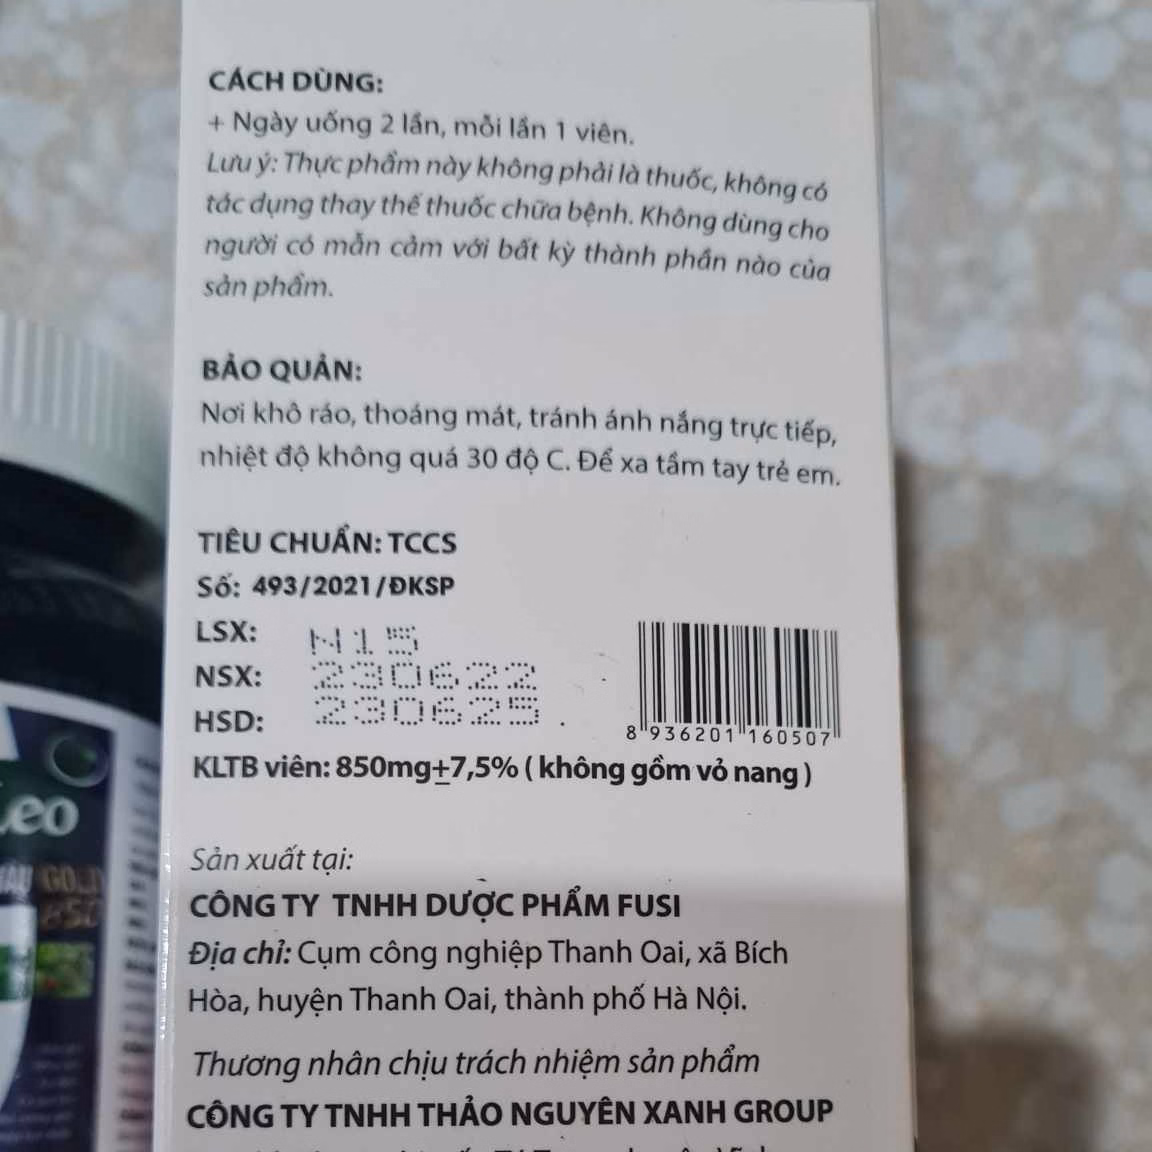 CÁCH DÙNG:
+ Ngày uống 2 lần, mỗi lần 1 viên.
Lưu ý: Thực phẩm này không phải là thuốc, không có
tác dụng thay thế thuốc chữa bệnh. Không dùng cho
người có mẫn cảm với bất kỳ thành phần nào của
sản phẩm.
BẢO QUẢN:
Nơi khô ráo, thoáng mát, tránh ánh nắng trực tiếp,
nhiệt độ không quá 30 độ C. Để xa tầm tay trẻ em.
TIÊU CHUẨN: TCCS
Số: 493/2021/ĐKSP
LSX: N15
NSX: 230622
HSD: 230625
8 936201 160507
KLTB viên: 850mg±7,5% ( không gồm vỏ nang )
Sản xuất tại:
CÔNG TY TNHH DƯỢC PHẨM FUSI
Địa chỉ: Cụm công nghiệp Thanh Oai, xã Bích
Hòa, huyện Thanh Oai, thành phố Hà Nội.
Thương nhân chịu trách nhiệm sản phẩm
CÔNG TY TNHH THẢO NGUYÊN XANH GROUP
eo
GOLD
850